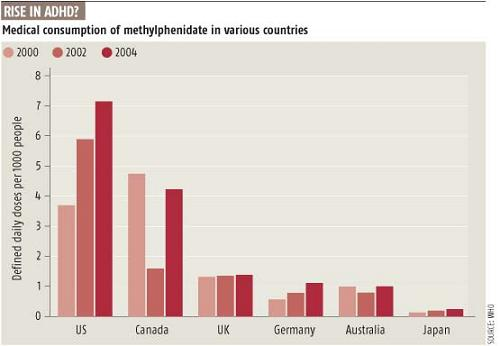 RISE IN ADHD?
Medical consumption of methylphenidate in various countries
2000 2002 2004
Defined daily doses per 1000 people
8
7
6
5
4
3
2
1
0
US Canada UK Germany Australia Japan
SOURCE: WHO